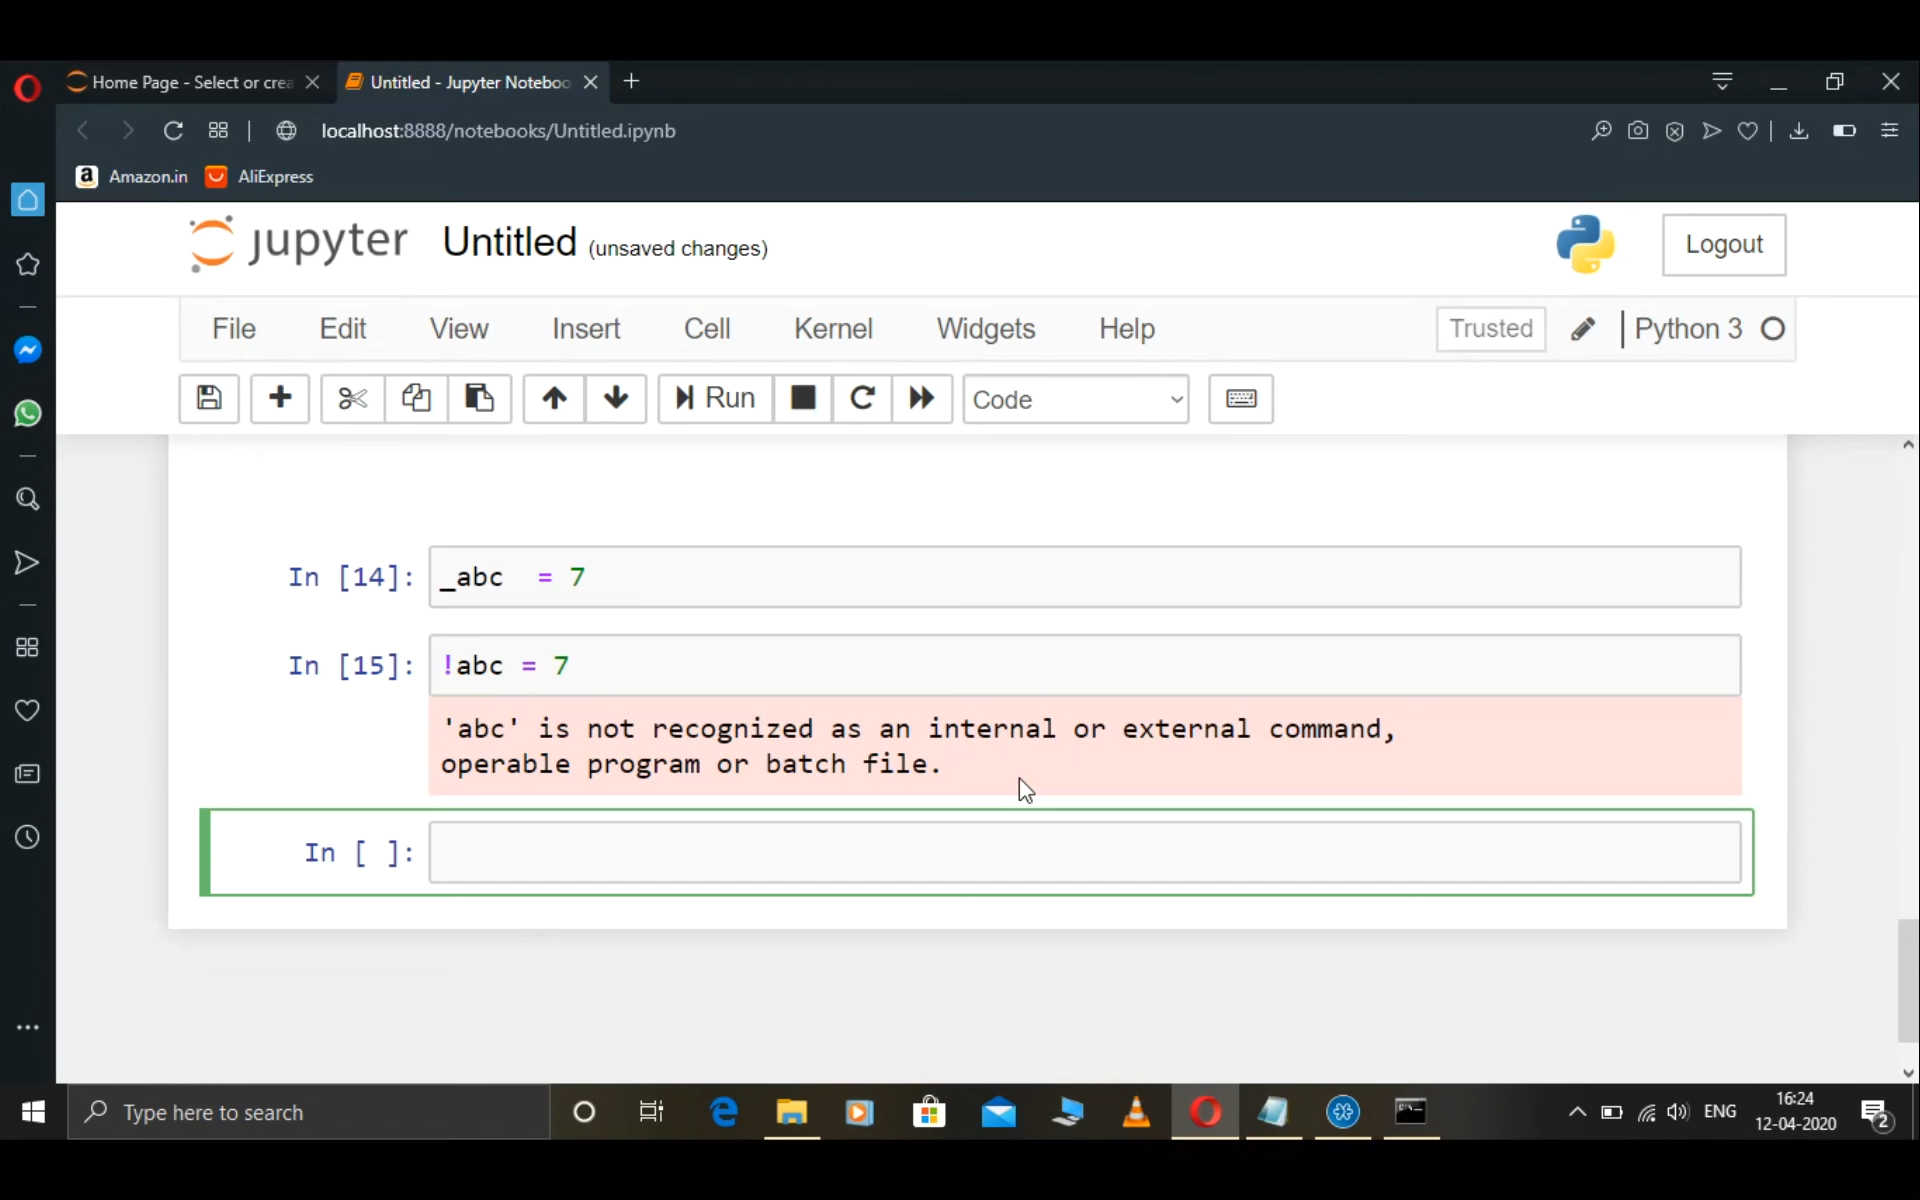 Home Page - Select or crea
Untitled - Jupyter Noteboo
localhost:8888/notebooks/Untitled.ipynb
a Amazon.in AliExpress
jupyter Untitled (unsaved changes)
Logout
File Edit View Insert Cell Kernel Widgets Help Trusted Python 3
Run Code
In [14]: _abc  = 7
In [15]: !abc = 7
'abc' is not recognized as an internal or external command,
operable program or batch file.
In [ ]:
Type here to search
ENG
16:24
12-04-2020
2